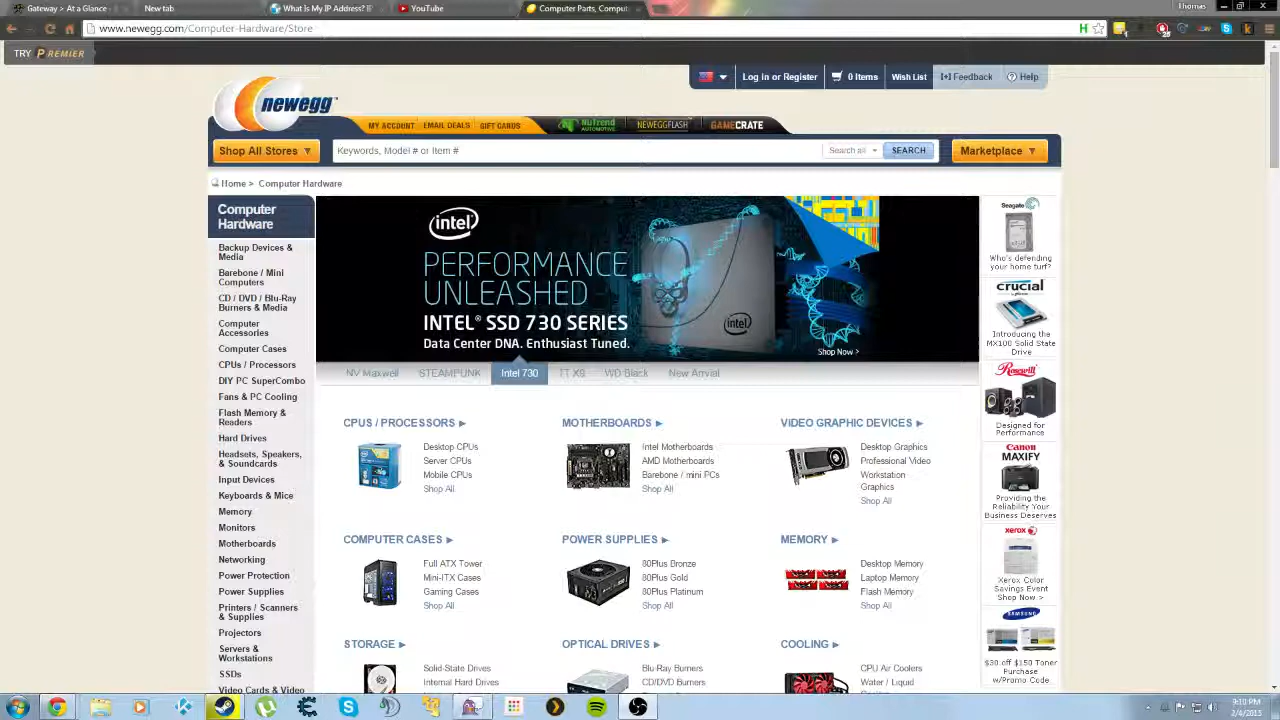 Gateway > At a Glance
New tab
What Is My IP Address? IF
YouTube
Computer Parts, Comput
Thomas
www.newegg.com/Computer-Hardware/Store
TRY PREMIER
Log in or Register
0 Items
Wish List
[+] Feedback
Help
newegg
MY ACCOUNT
EMAIL DEALS
GIFT CARDS
NUTREND AUTOMOTIVE
NEWEGGFLASH
GAMECRATE
Shop All Stores
Keywords, Model # or Item #
Search all
SEARCH
Marketplace
Home > Computer Hardware
Computer
Hardware
Backup Devices &
Media
Barebone / Mini
Computers
CD / DVD / Blu-Ray
Burners & Media
Computer
Accessories
Computer Cases
CPUs / Processors
DIY PC SuperCombo
Fans & PC Cooling
Flash Memory &
Readers
Hard Drives
Headsets, Speakers,
& Soundcards
Input Devices
Keyboards & Mice
Memory
Monitors
Motherboards
Networking
Power Protection
Power Supplies
Printers / Scanners
& Supplies
Projectors
Servers &
Workstations
SSDs
Video Cards & Video
intel
PERFORMANCE
UNLEASHED
INTEL® SSD 730 SERIES
Data Center DNA. Enthusiast Tuned.
intel
Shop Now >
NV Maxwell
STEAMPUNK
Intel 730
TT X9
WD Black
New Arrival
CPUS / PROCESSORS
Desktop CPUs
Server CPUs
Mobile CPUs
Shop All
MOTHERBOARDS
Intel Motherboards
AMD Motherboards
Barebone / mini PCs
Shop All
VIDEO GRAPHIC DEVICES
Desktop Graphics
Professional Video
Workstation
Graphics
Shop All
COMPUTER CASES
Full ATX Tower
Mini-ITX Cases
Gaming Cases
Shop All
POWER SUPPLIES
80Plus Bronze
80Plus Gold
80Plus Platinum
Shop All
MEMORY
Desktop Memory
Laptop Memory
Flash Memory
Shop All
STORAGE
Solid-State Drives
Internal Hard Drives
OPTICAL DRIVES
Blu-Ray Burners
CD/DVD Burners
COOLING
CPU Air Coolers
Water / Liquid
Seagate
Who's defending
your home turf?
crucial
Introducing the
MX100 Solid State
Drive
Rosewill
Designed for
Performance
Canon
MAXIFY
Providing the
Reliability Your
Business Deserves
xerox
Xerox Color
Savings Event
Shop Now >
SAMSUNG
$30 off $150 Toner
Purchase
w/Promo Code
9:10 PM
2/4/2015